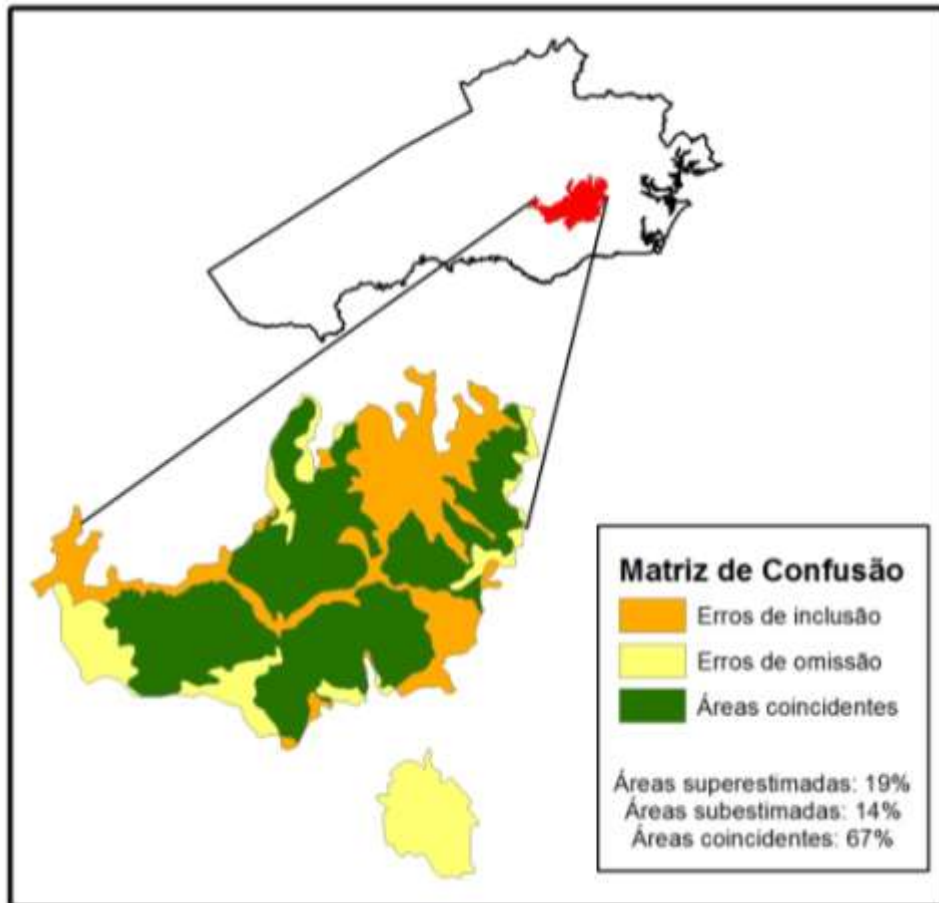 Matriz de Confusão
Erros de inclusão
Erros de omissão
Áreas coincidentes
Áreas superestimadas: 19%
Áreas subestimadas: 14%
Áreas coincidentes: 67%